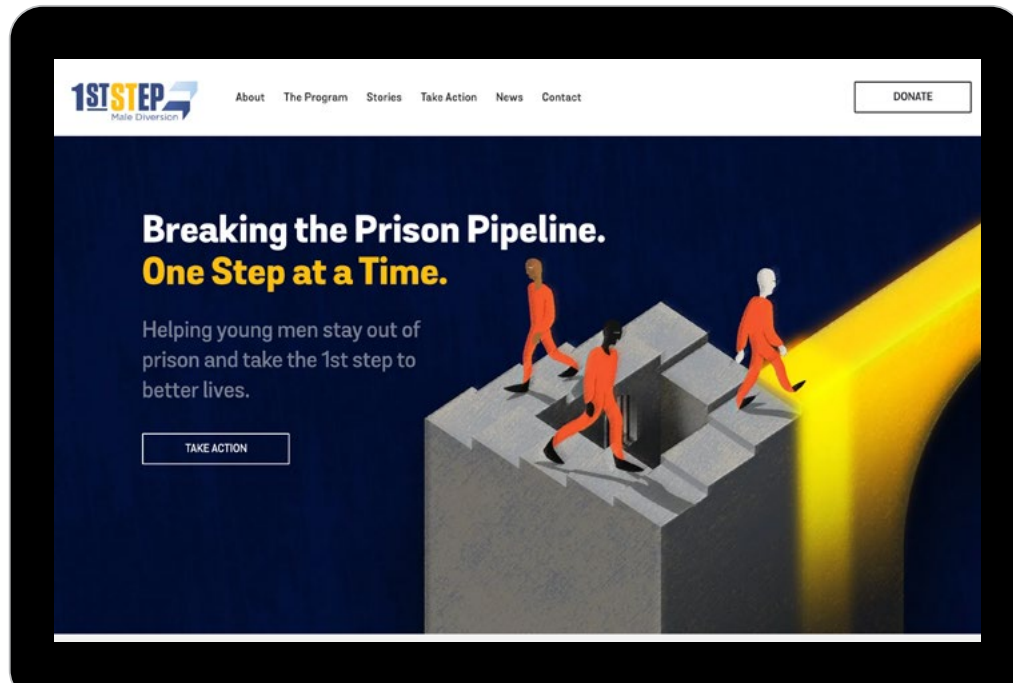 1STSTEP
Male Diversion
About The Program Stories Take Action News Contact
DONATE
Breaking the Prison Pipeline.
One Step at a Time.
Helping young men stay out of
prison and take the 1st step to
better lives.
TAKE ACTION